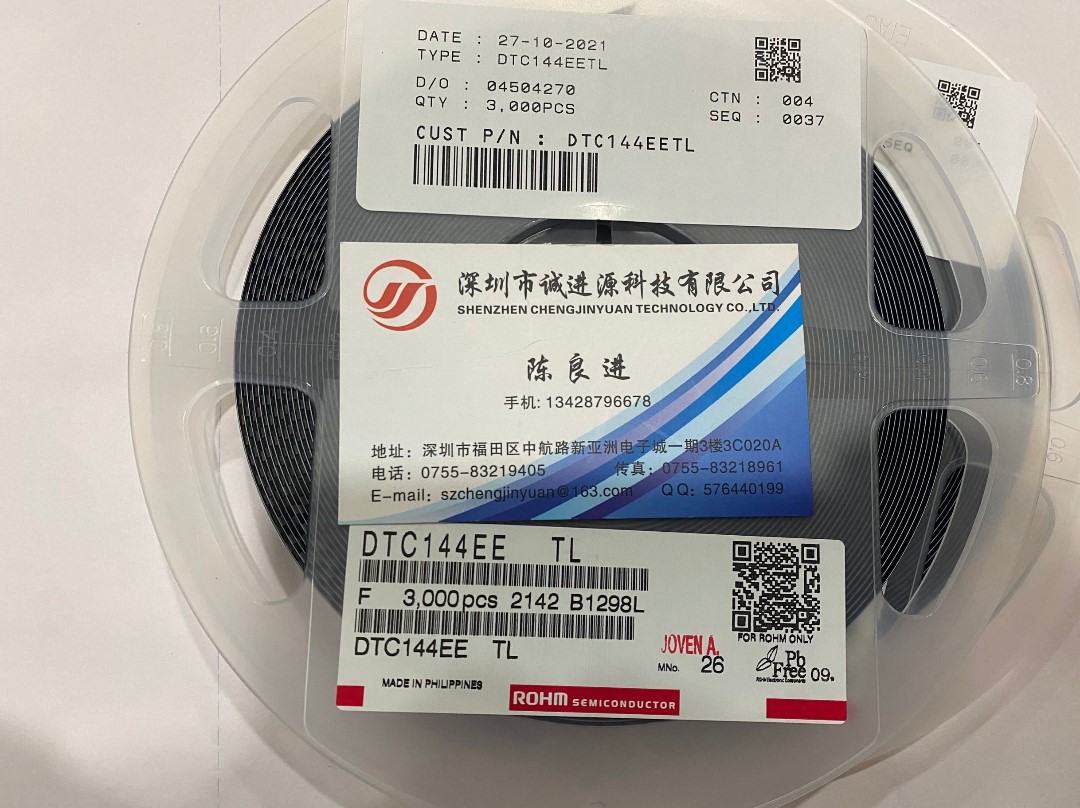 DATE : 27-10-2021
TYPE : DTC144EETL
D/O : 04504270
QTY : 3,000PCS
CTN : 004
SEQ : 0037
CUST P/N : DTC144EETL
SEQ
深圳市诚进源科技有限公司
SHENZHEN CHENGJINYUAN TECHNOLOGY CO.,LTD.
陈良进
手机: 13428796678
地址: 深圳市福田区中航路新亚洲电子城一期3楼3C020A
电话: 0755-83219405 传真: 0755-83218961
E-mail: szchengjinyuan@163.com QQ: 576440199
DTC144EE TL
F 3,000pcs 2142 B1298L
DTC144EE TL
FOR ROHM ONLY
JOVEN A.
MNo. 26
Pb
Free 09.
MADE IN PHILIPPINES
ROHM SEMICONDUCTOR